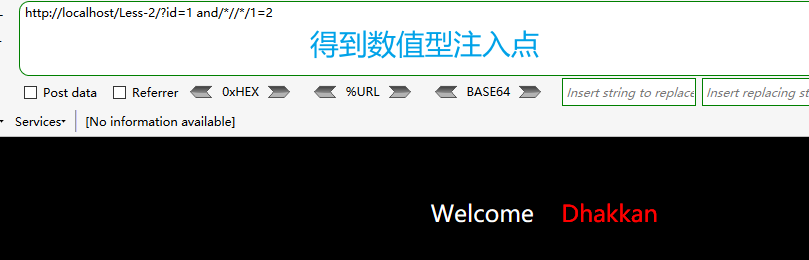 http://localhost/Less-2/?id=1 and/*//*/1=2
得到数值型注入点
Post data Referrer 0xHEX %URL BASE64 Insert string to replace Insert replacing st
Services [No information available]
Welcome Dhakkan